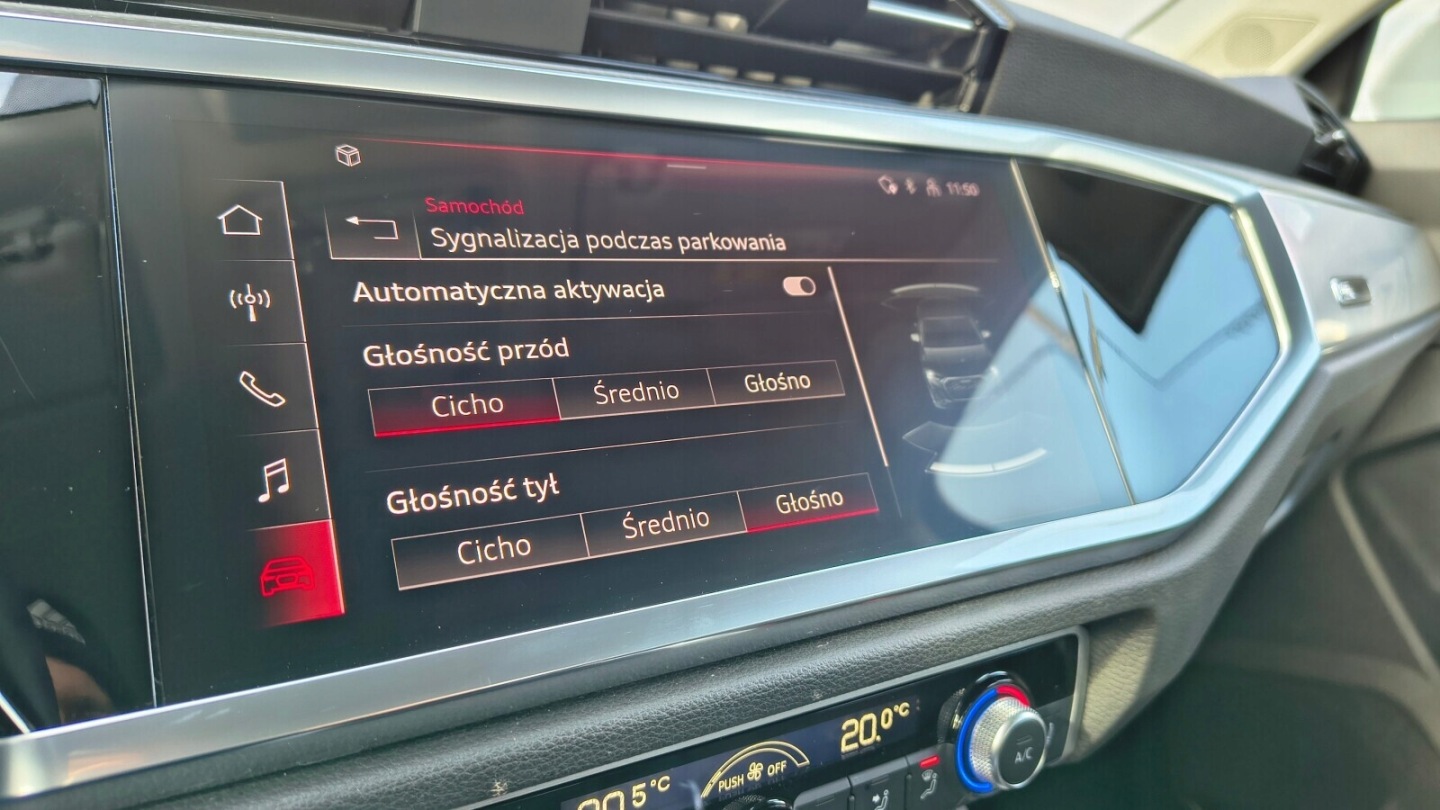 11:50
Samochód
Sygnalizacja podczas parkowania
Automatyczna aktywacja
Głośność przód
Cicho Średnio Głośno
Głośność tył
Cicho Średnio Głośno
20.0°C
A/C
PUSH OFF
5°C